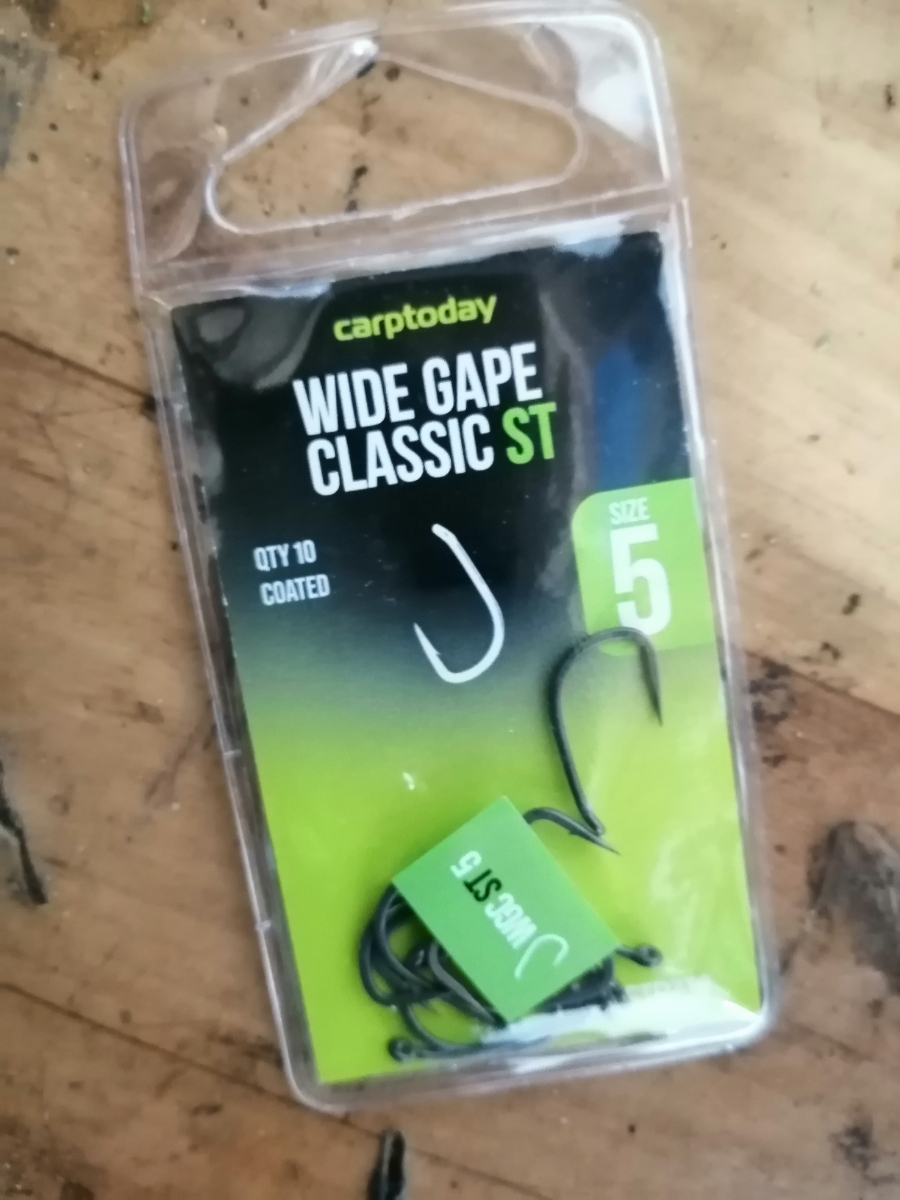 carptoday
WIDE GAPE
CLASSIC ST
SIZE
5
QTY 10
COATED
WGC ST 5